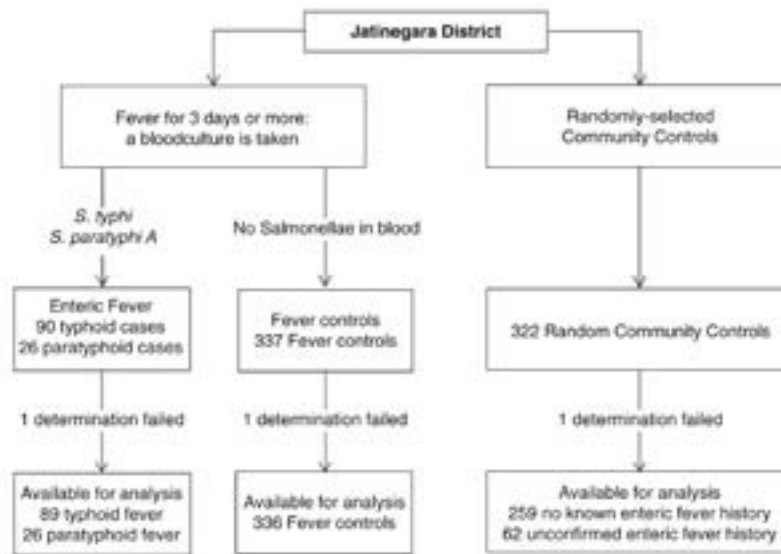 Jatinegara District
Fever for 3 days or more:
a bloodculture is taken
Randomly-selected
Community Controls
S. typhi
S. paratyphi A
No Salmonellae in blood
Enteric Fever
90 typhoid cases
26 paratyphoid cases
Fever controls
337 Fever controls
322 Random Community Controls
1 determination failed
1 determination failed
1 determination failed
Available for analysis
89 typhoid fever
26 paratyphoid fever
Available for analysis
336 Fever controls
Available for analysis
259 no known enteric fever history
62 unconfirmed enteric fever history